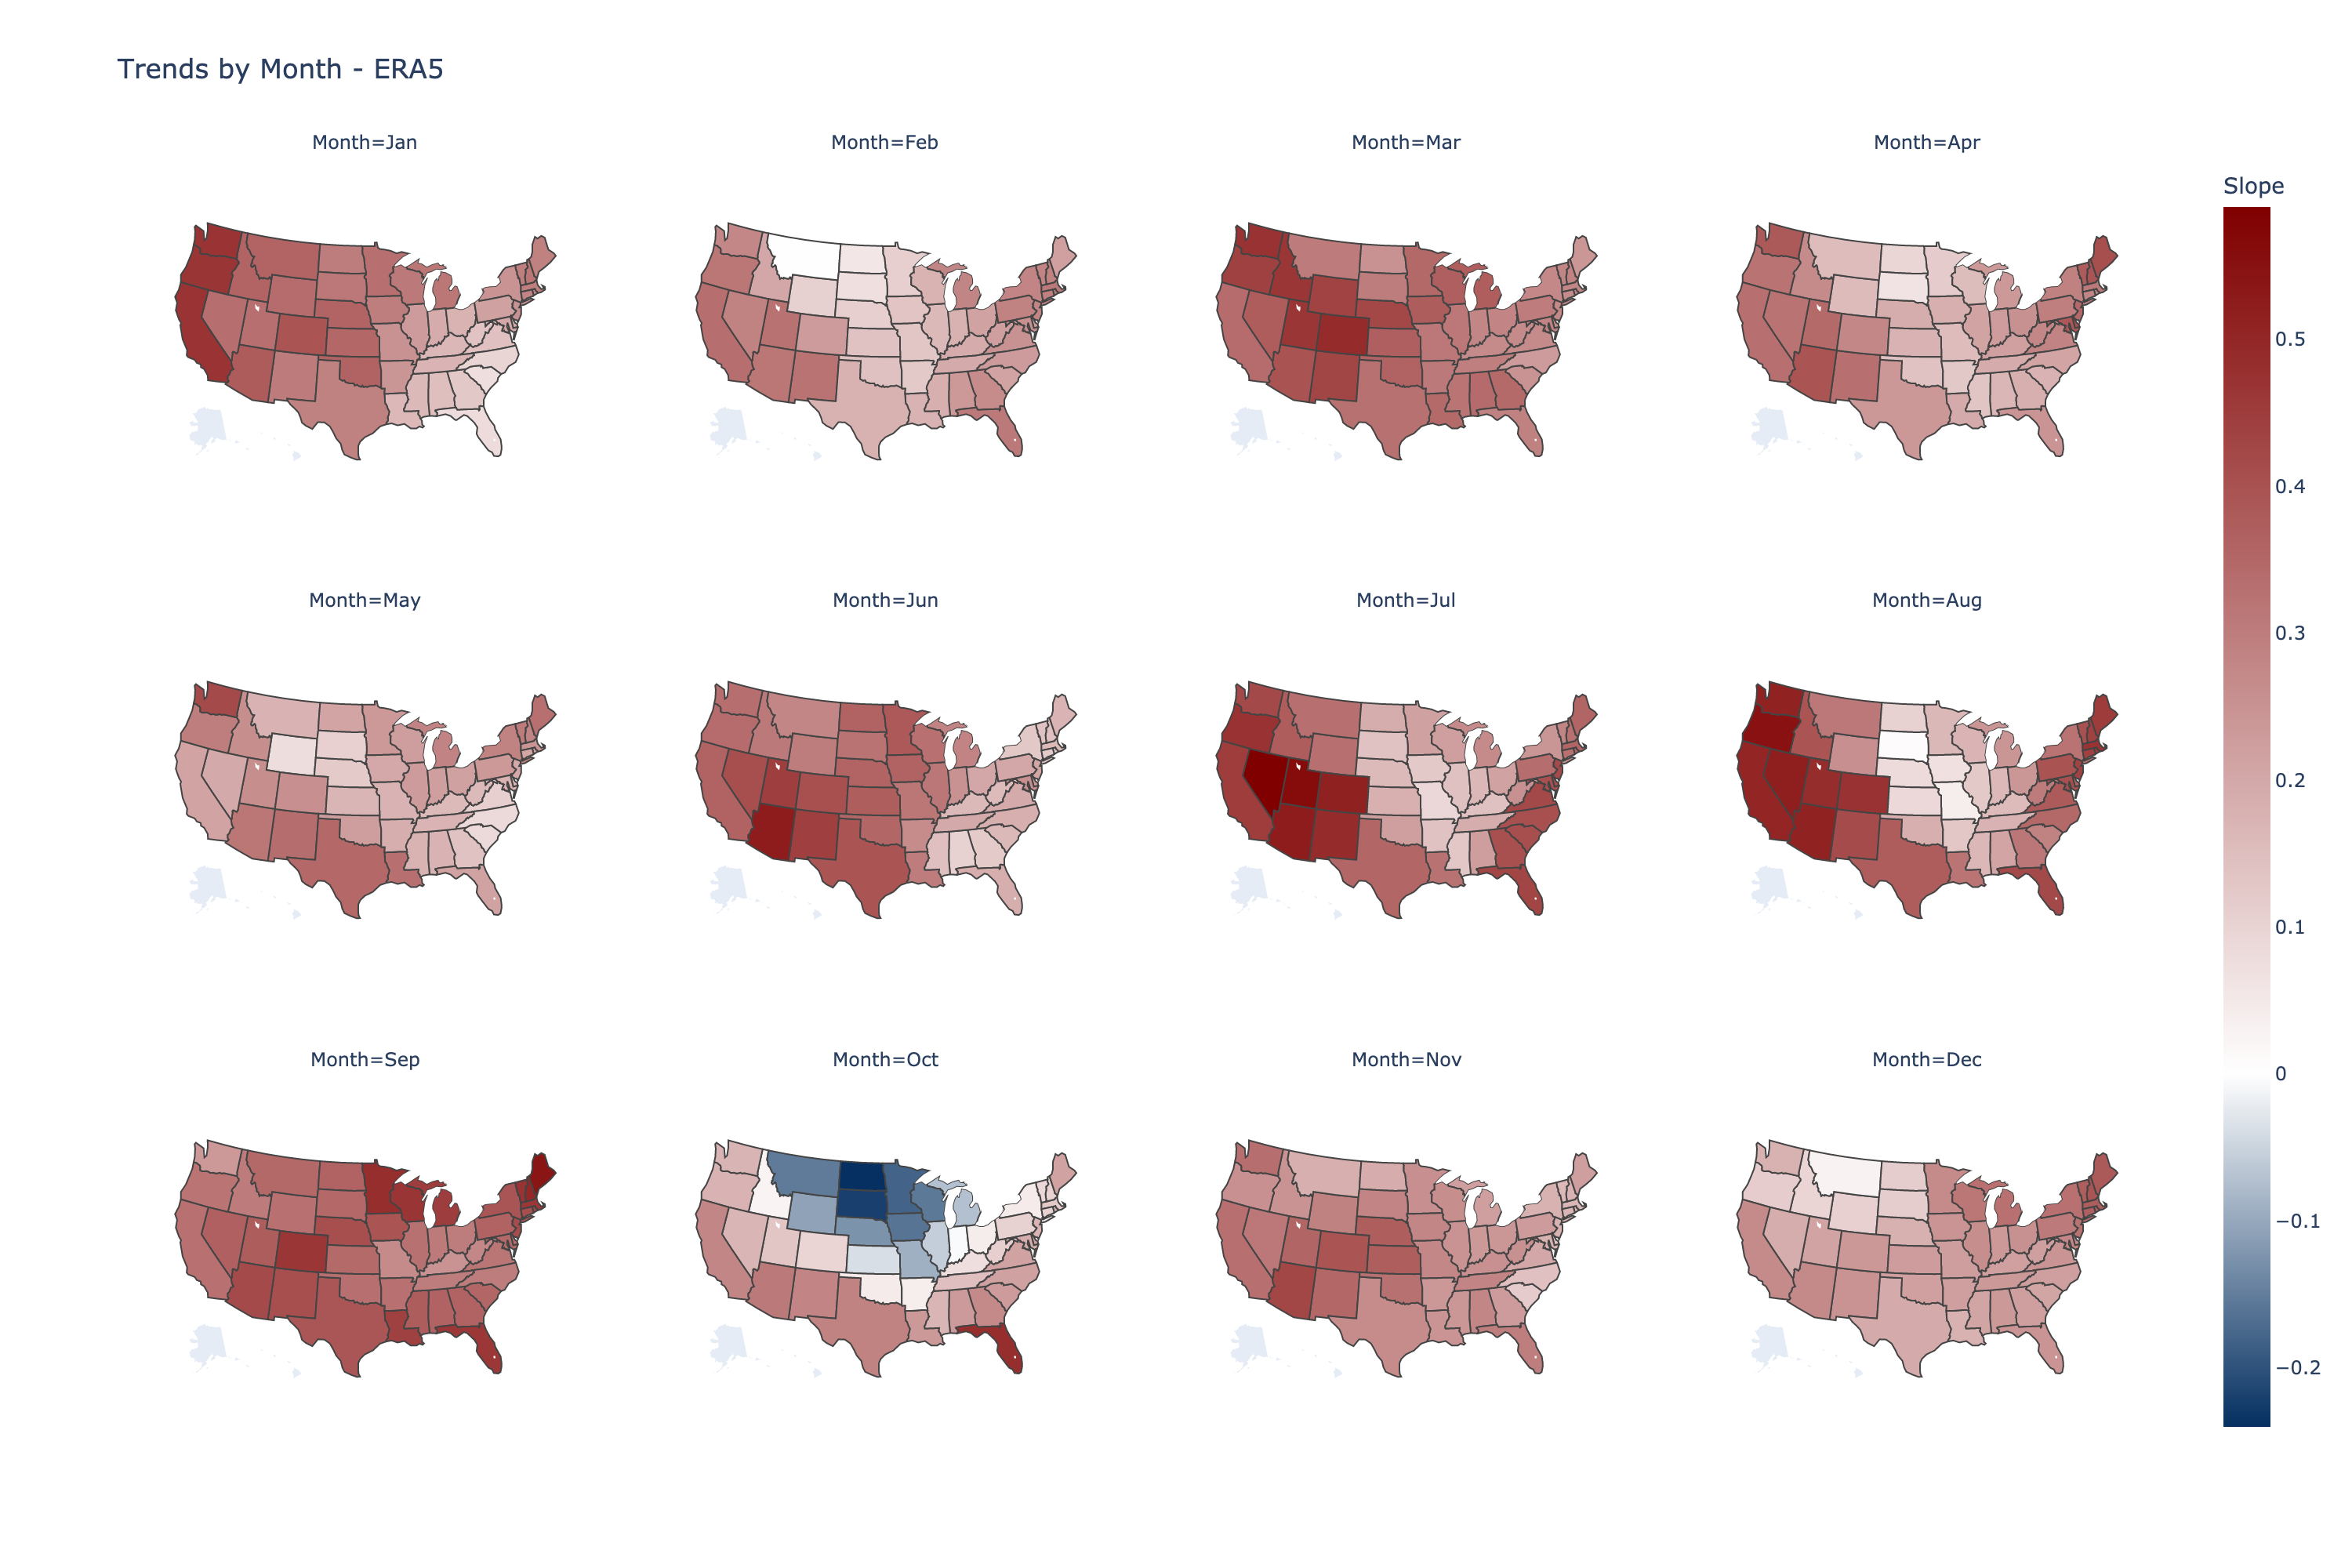 Trends by Month - ERA5
Month=Jan
Month=Feb
Month=Mar
Month=Apr
Slope
0.5
0.4
0.3
0.2
0.1
0
−0.1
−0.2
Month=May
Month=Jun
Month=Jul
Month=Aug
Month=Sep
Month=Oct
Month=Nov
Month=Dec